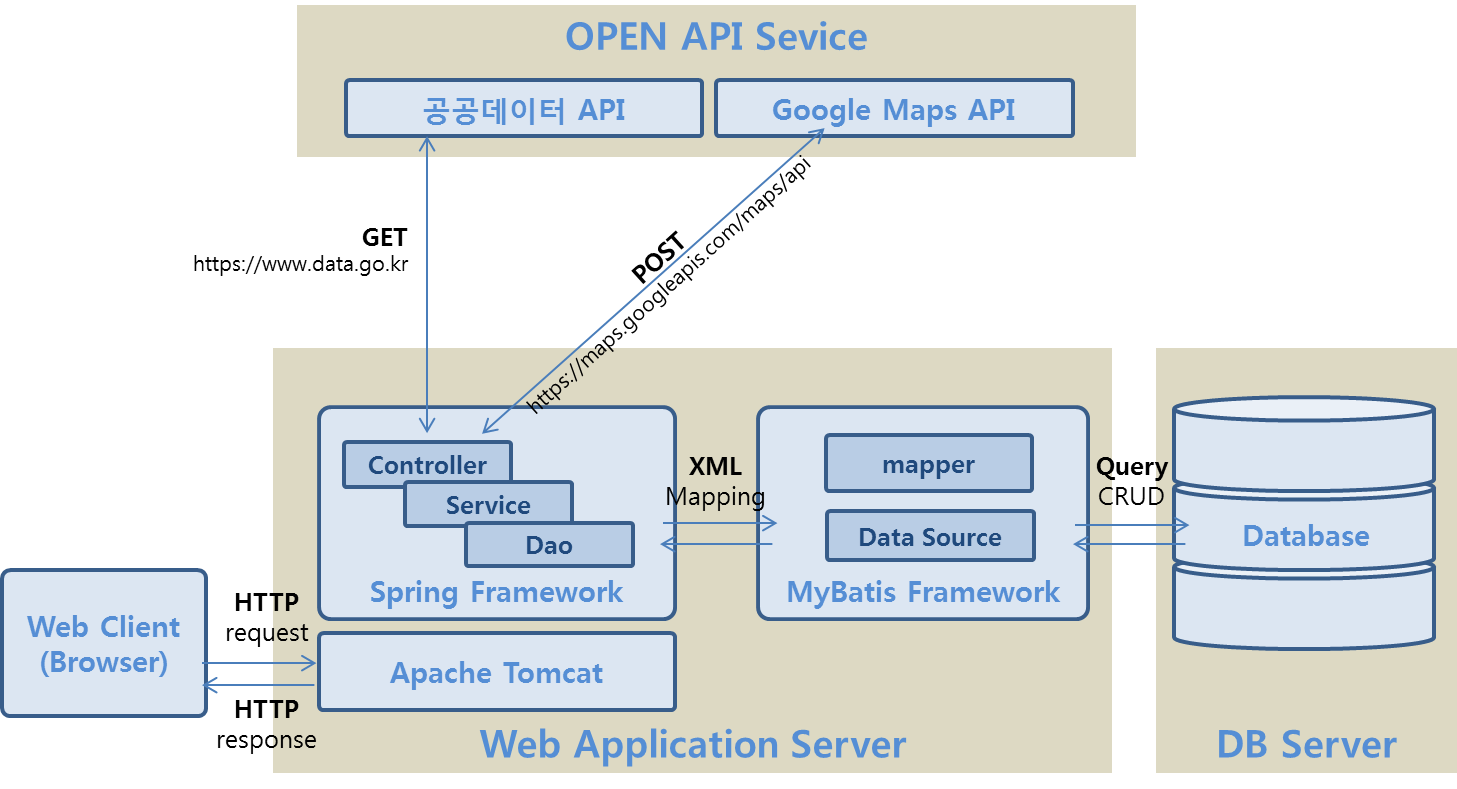 OPEN API Sevice
공공데이터 API
Google Maps API
GET
https://www.data.go.kr
POST
https://maps.googleapis.com/maps/api
Controller
Service
Dao
Spring Framework
XML
Mapping
mapper
Data Source
MyBatis Framework
Query
CRUD
Database
Web Client
(Browser)
HTTP
request
HTTP
response
Apache Tomcat
Web Application Server
DB Server